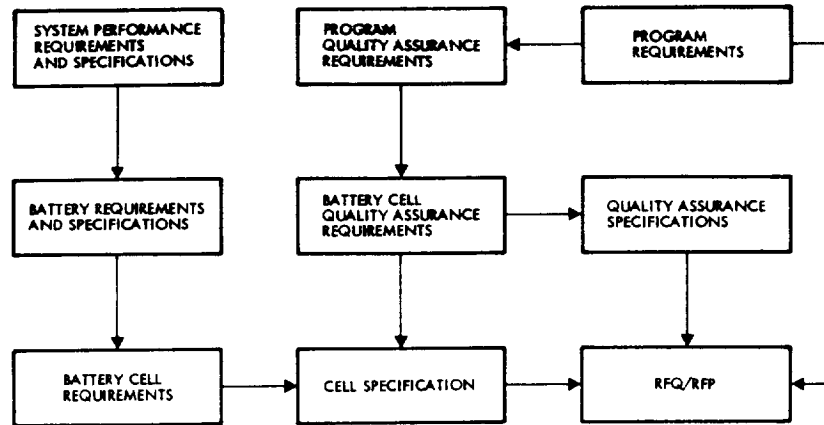 SYSTEM PERFORMANCE
REQUIREMENTS
AND SPECIFICATIONS
PROGRAM
QUALITY ASSURANCE
REQUIREMENTS
PROGRAM
REQUIREMENTS
BATTERY REQUIREMENTS
AND SPECIFICATIONS
BATTERY CELL
QUALITY ASSURANCE
REQUIREMENTS
QUALITY ASSURANCE
SPECIFICATIONS
BATTERY CELL
REQUIREMENTS
CELL SPECIFICATION
RFQ/RFP